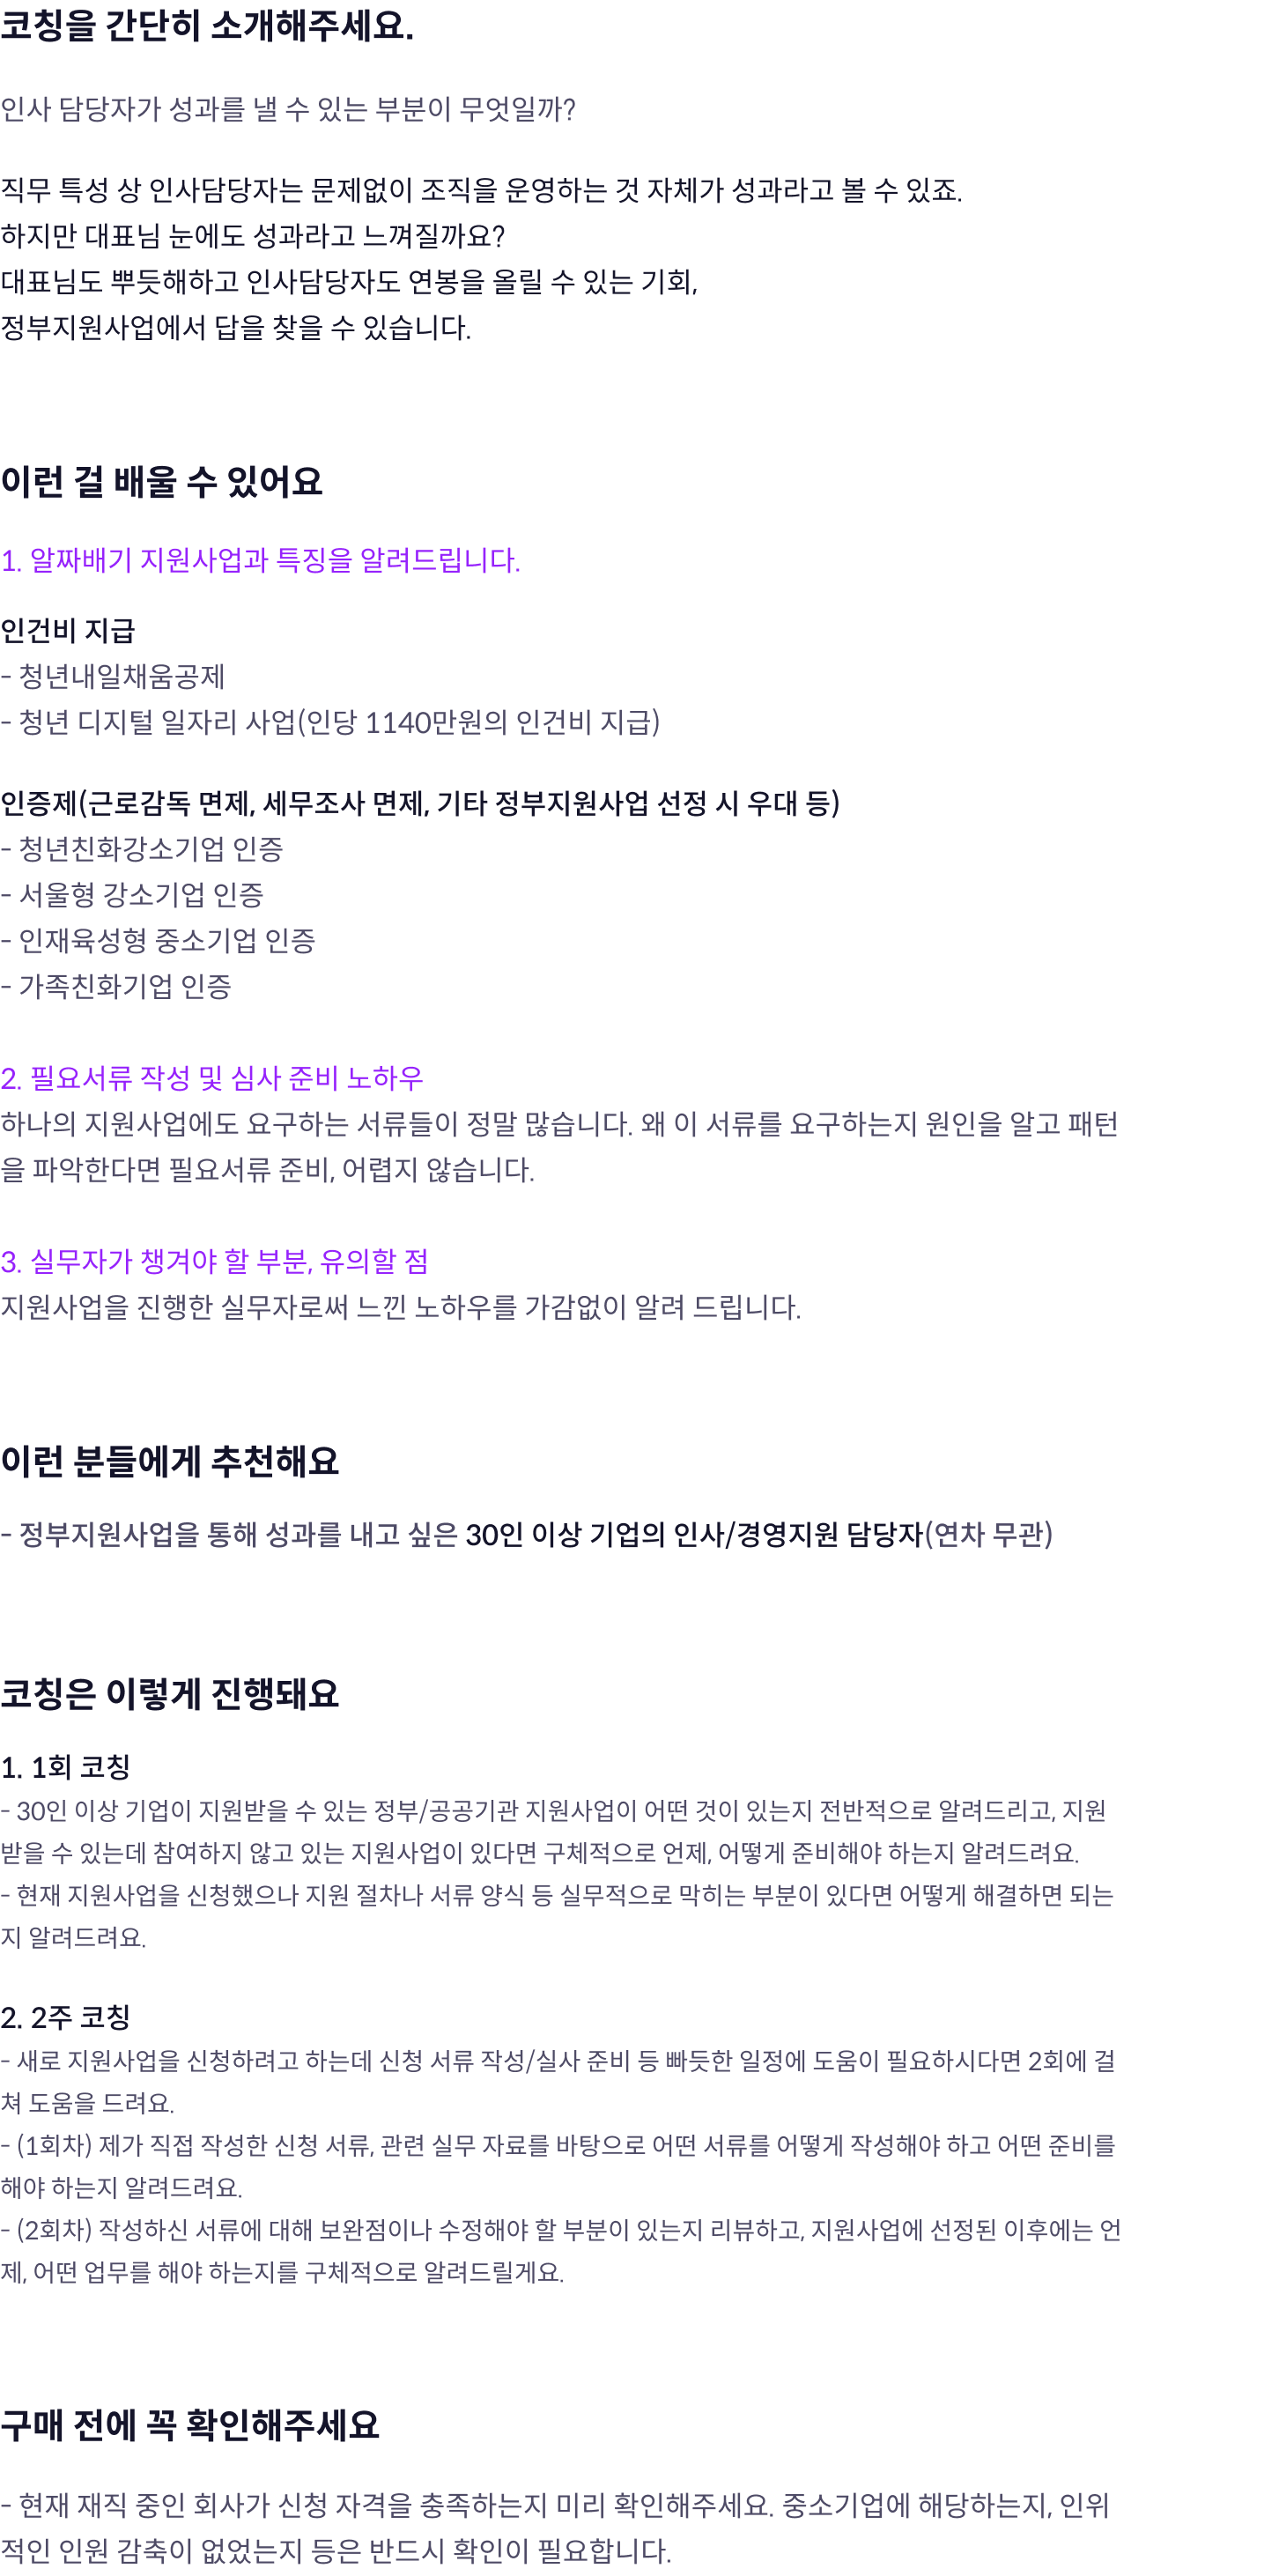 코칭을 간단히 소개해주세요.
인사 담당자가 성과를 낼 수 있는 부분이 무엇일까?
직무 특성 상 인사담당자는 문제없이 조직을 운영하는 것 자체가 성과라고 볼 수 있죠.
하지만 대표님 눈에도 성과라고 느껴질까요?
대표님도 뿌듯해하고 인사담당자도 연봉을 올릴 수 있는 기회,
정부지원사업에서 답을 찾을 수 있습니다.
이런 걸 배울 수 있어요
1. 알짜배기 지원사업과 특징을 알려드립니다.
인건비 지급
- 청년내일채움공제
- 청년 디지털 일자리 사업(인당 1140만원의 인건비 지급)
인증제(근로감독 면제, 세무조사 면제, 기타 정부지원사업 선정 시 우대 등)
- 청년친화강소기업 인증
- 서울형 강소기업 인증
- 인재육성형 중소기업 인증
- 가족친화기업 인증
2. 필요서류 작성 및 심사 준비 노하우
하나의 지원사업에도 요구하는 서류들이 정말 많습니다. 왜 이 서류를 요구하는지 원인을 알고 패턴
을 파악한다면 필요서류 준비, 어렵지 않습니다.
3. 실무자가 챙겨야 할 부분, 유의할 점
지원사업을 진행한 실무자로써 느낀 노하우를 가감없이 알려 드립니다.
이런 분들에게 추천해요
- 정부지원사업을 통해 성과를 내고 싶은 30인 이상 기업의 인사/경영지원 담당자(연차 무관)
코칭은 이렇게 진행돼요
1. 1회 코칭
- 30인 이상 기업이 지원받을 수 있는 정부/공공기관 지원사업이 어떤 것이 있는지 전반적으로 알려드리고, 지원
받을 수 있는데 참여하지 않고 있는 지원사업이 있다면 구체적으로 언제, 어떻게 준비해야 하는지 알려드려요.
- 현재 지원사업을 신청했으나 지원 절차나 서류 양식 등 실무적으로 막히는 부분이 있다면 어떻게 해결하면 되는
지 알려드려요.
2. 2주 코칭
- 새로 지원사업을 신청하려고 하는데 신청 서류 작성/실사 준비 등 빠듯한 일정에 도움이 필요하시다면 2회에 걸
쳐 도움을 드려요.
- (1회차) 제가 직접 작성한 신청 서류, 관련 실무 자료를 바탕으로 어떤 서류를 어떻게 작성해야 하고 어떤 준비를
해야 하는지 알려드려요.
- (2회차) 작성하신 서류에 대해 보완점이나 수정해야 할 부분이 있는지 리뷰하고, 지원사업에 선정된 이후에는 언
제, 어떤 업무를 해야 하는지를 구체적으로 알려드릴게요.
구매 전에 꼭 확인해주세요
- 현재 재직 중인 회사가 신청 자격을 충족하는지 미리 확인해주세요. 중소기업에 해당하는지, 인위
적인 인원 감축이 없었는지 등은 반드시 확인이 필요합니다.